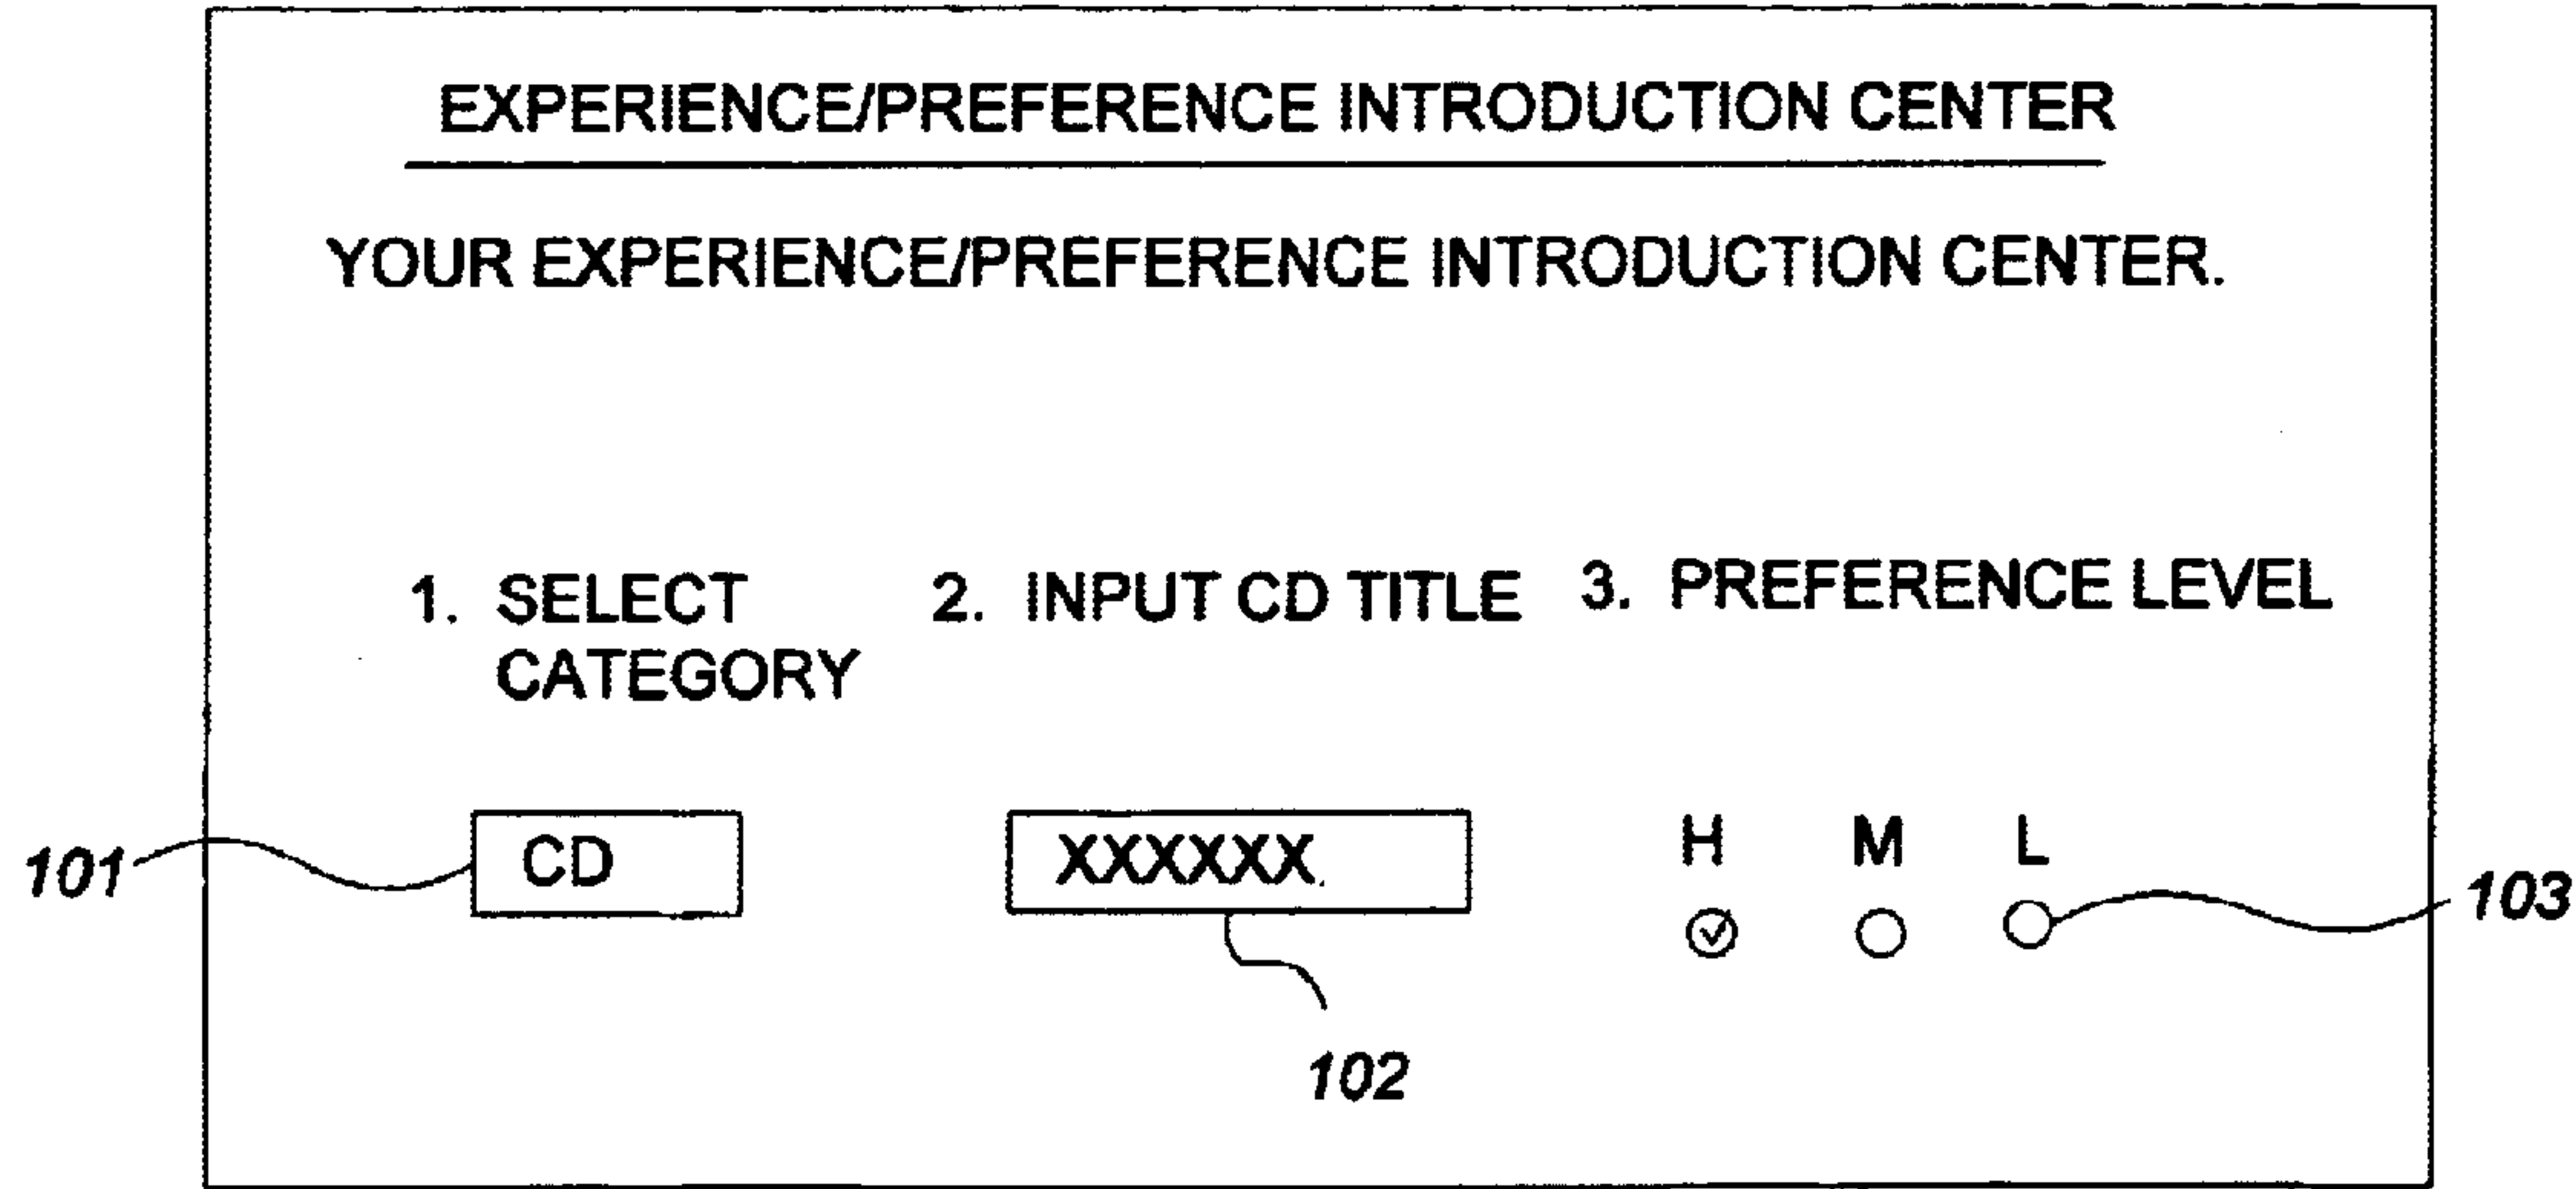 EXPERIENCE/PREFERENCE INTRODUCTION CENTER
YOUR EXPERIENCE/PREFERENCE INTRODUCTION CENTER.
1. SELECT CATEGORY
2. INPUT CD TITLE
3. PREFERENCE LEVEL
101
CD
XXXXXX
H M L
103
102